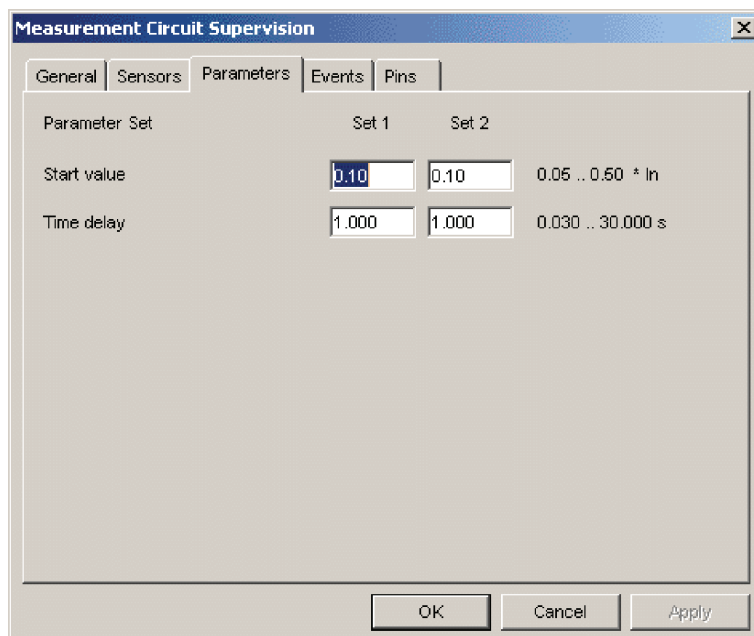 Measurement Circuit Supervision
General Sensors Parameters Events Pins
Parameter Set Set 1 Set 2
Start value 0.10 0.10 0.05 .. 0.50 * In
Time delay 1.000 1.000 0.030 .. 30.000 s
OK Cancel Apply